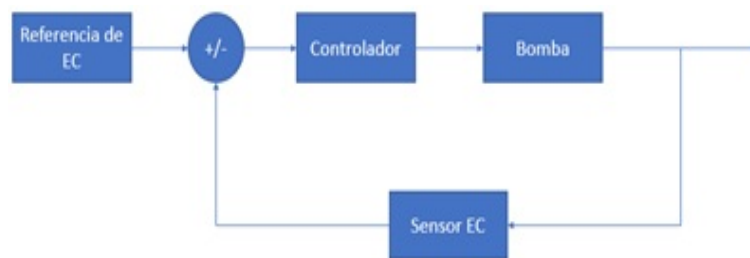 Referencia de
EC
+/-
Controlador
Bomba
Sensor EC